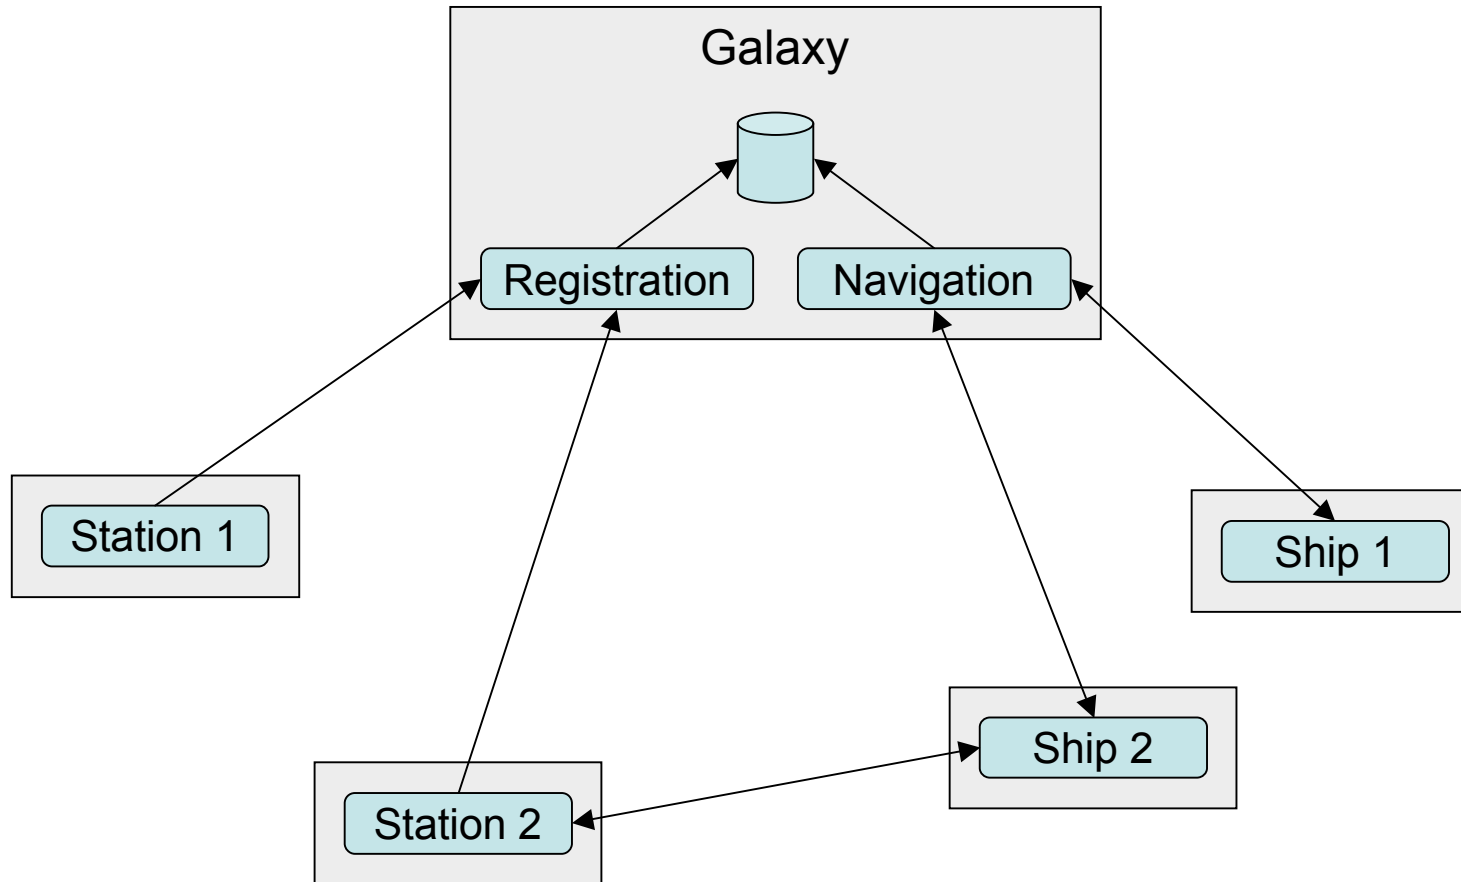 Galaxy
Registration
Navigation
Station 1
Ship 1
Ship 2
Station 2